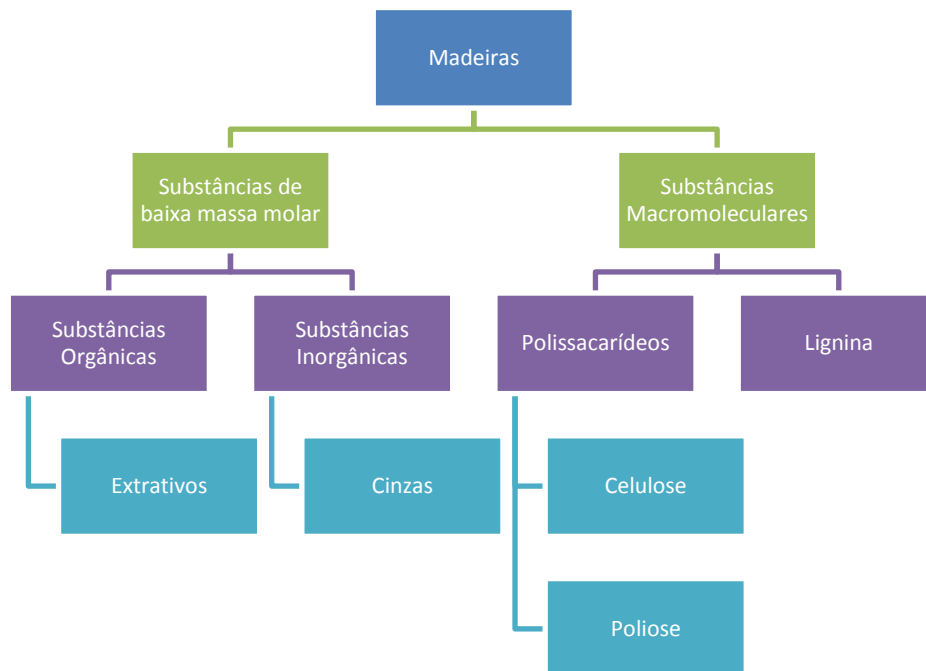 Madeiras
Substâncias de
baixa massa molar
Substâncias
Macromoleculares
Substâncias
Orgânicas
Substâncias
Inorgânicas
Polissacarídeos
Lignina
Extrativos
Cinzas
Celulose
Poliose